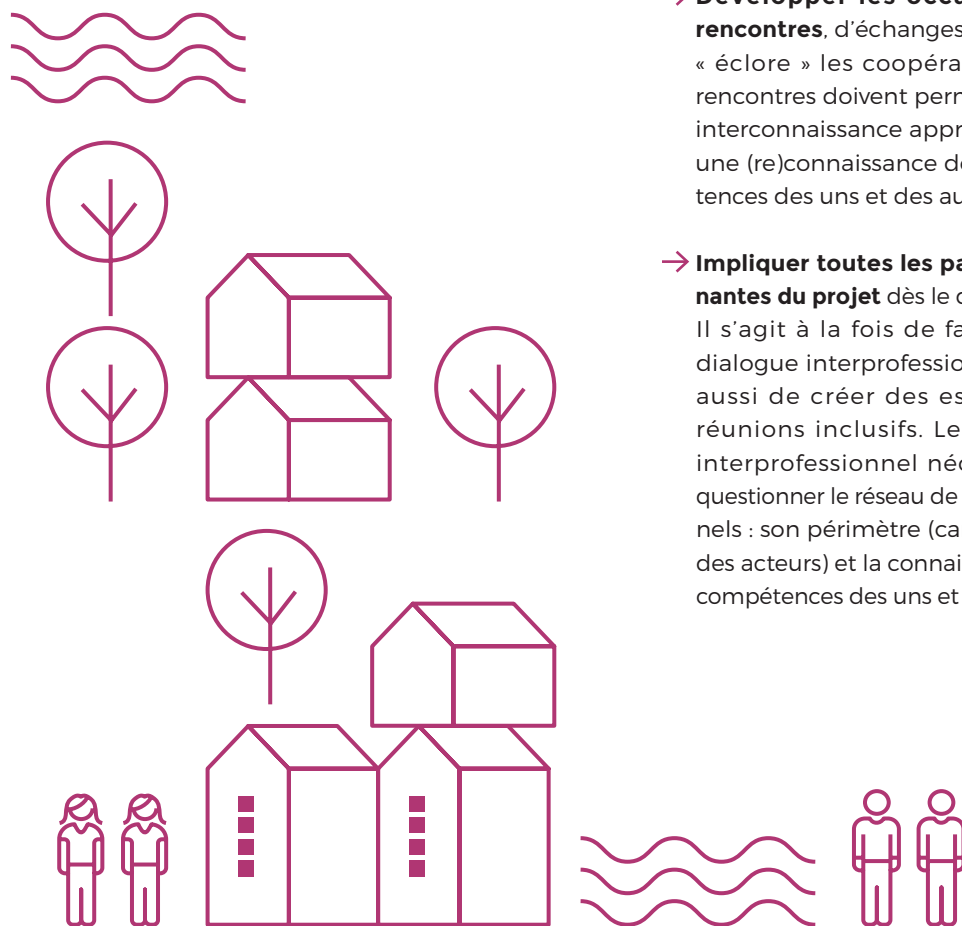 rencontres, d'échanges
« éclore » les coopéra
rencontres doivent perm
interconnaissance appr
une (re)connaissance de
tences des uns et des au
→ Impliquer toutes les pa
nantes du projet dès le d
Il s'agit à la fois de fa
dialogue interprofessio
aussi de créer des es
réunions inclusifs. Le
interprofessionnel néc
questionner le réseau de
nels : son périmètre (ca
des acteurs) et la connai
compétences des uns et